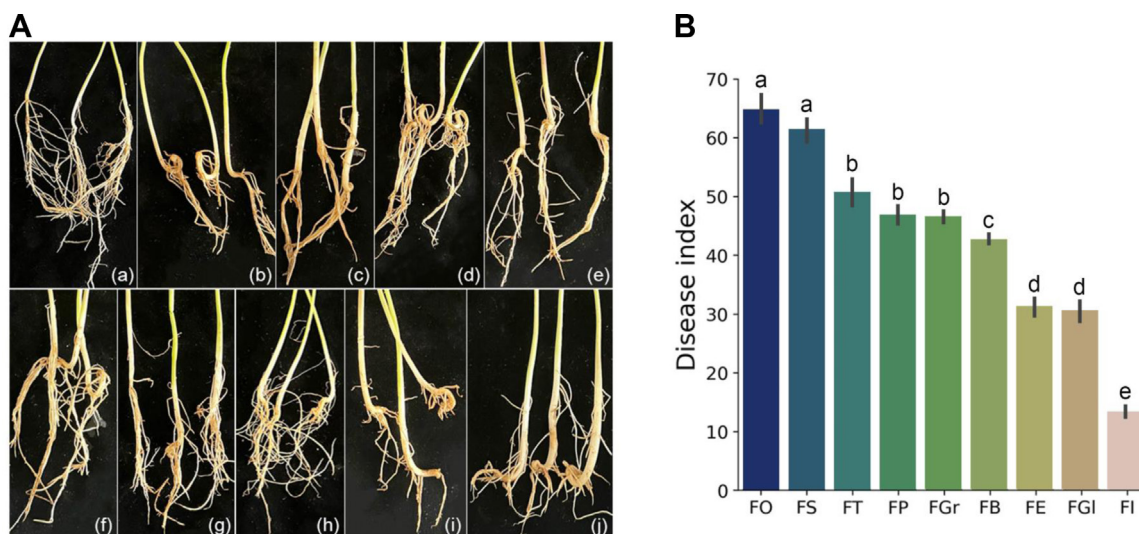 A
(a)
(b)
(c)
(d)
(e)
(f)
(g)
(h)
(i)
(j)
B
Disease index
70
60
50
40
30
20
10
0
a
a
b
b
b
c
d
d
e
FO FS FT FP FGr FB FE FGl FI